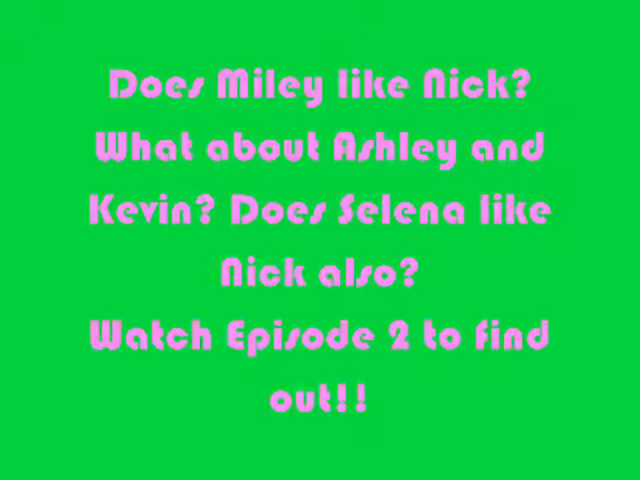 Does Miley like Nick?
What about Ashley and
Kevin? Does Selena like
Nick also?
Watch Episode 2 to find
out!!